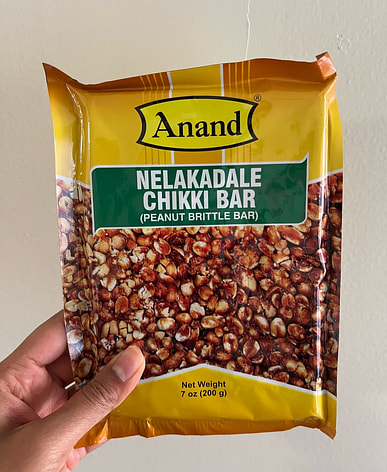 Anand®
NELAKADALE
CHIKKI BAR
(PEANUT BRITTLE BAR)
Net Weight
7 oz (200 g)